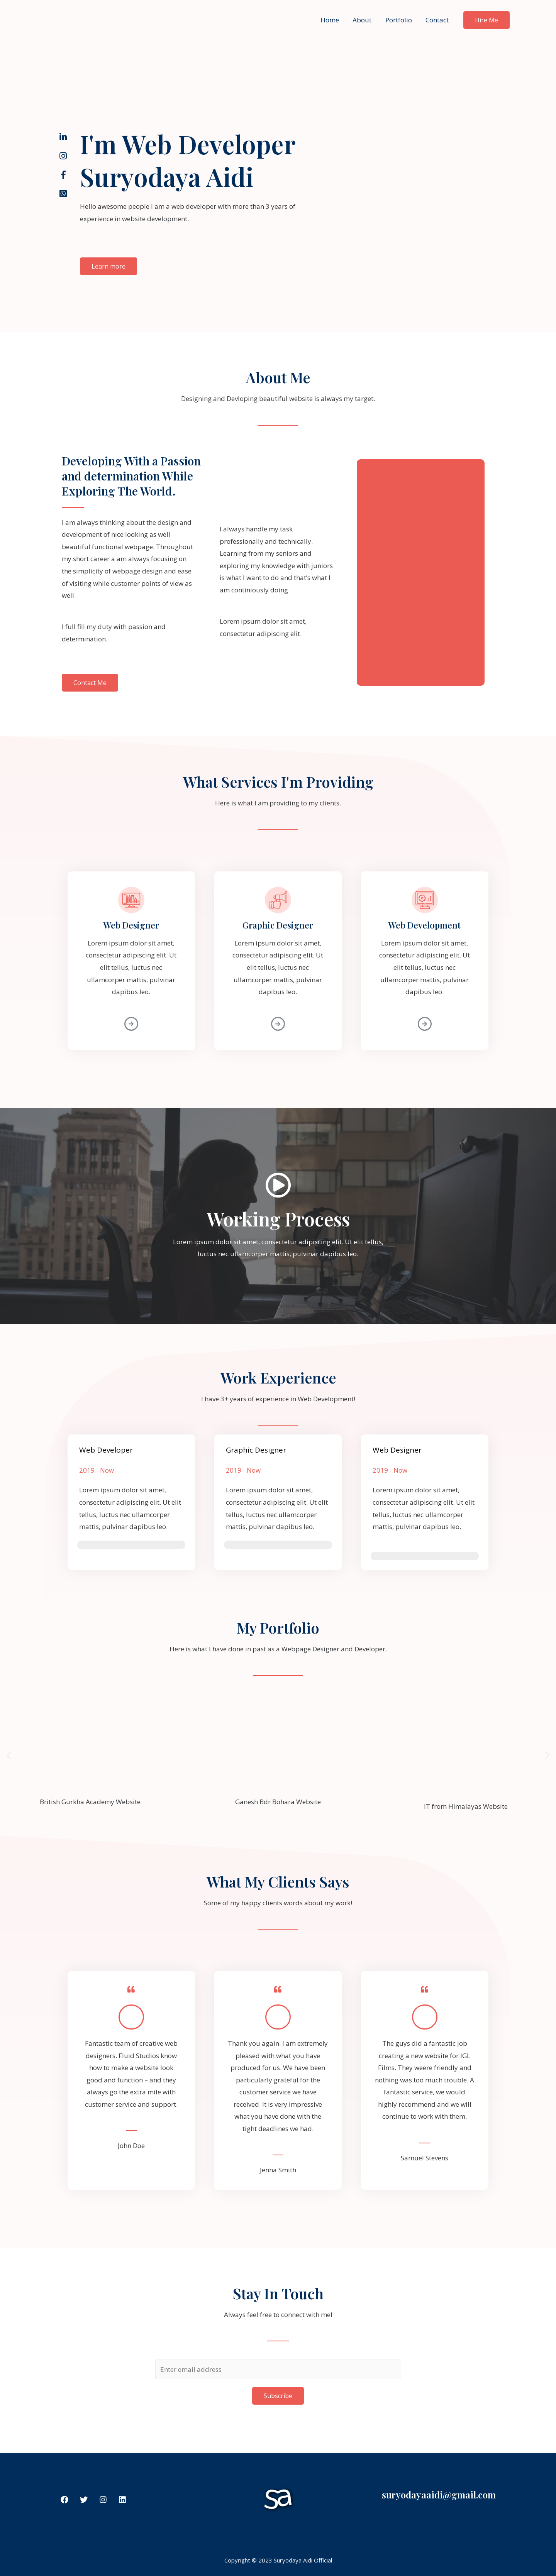 Home About Portfolio Contact Hire Me
I'm Web Developer
Suryodaya Aidi
Hello awesome people I am a web developer with more than 3 years of
experience in website development.
Learn more
About Me
Designing and Devloping beautiful website is always my target.
Developing With a Passion
and determination While
Exploring The World.
I am always thinking about the design and
development of nice looking as well
beautiful functional webpage. Throughout
my short career a am always focusing on
the simplicity of webpage design and ease
of visiting while customer points of view as
well.
I full fill my duty with passion and
determination.
Contact Me
I always handle my task
professionally and technically.
Learning from my seniors and
exploring my knowledge with juniors
is what I want to do and that's what I
am continiously doing.
Lorem ipsum dolor sit amet,
consectetur adipiscing elit.
What Services I'm Providing
Here is what I am providing to my clients.
Web Designer
Lorem ipsum dolor sit amet,
consectetur adipiscing elit. Ut
elit tellus, luctus nec
ullamcorper mattis, pulvinar
dapibus leo.
Graphic Designer
Lorem ipsum dolor sit amet,
consectetur adipiscing elit. Ut
elit tellus, luctus nec
ullamcorper mattis, pulvinar
dapibus leo.
Web Development
Lorem ipsum dolor sit amet,
consectetur adipiscing elit. Ut
elit tellus, luctus nec
ullamcorper mattis, pulvinar
dapibus leo.
Working Process
Lorem ipsum dolor sit amet, consectetur adipiscing elit. Ut elit tellus,
luctus nec ullamcorper mattis, pulvinar dapibus leo.
Work Experience
I have 3+ years of experience in Web Development!
Web Developer
2019 - Now
Lorem ipsum dolor sit amet,
consectetur adipiscing elit. Ut elit
tellus, luctus nec ullamcorper
mattis, pulvinar dapibus leo.
Graphic Designer
2019 - Now
Lorem ipsum dolor sit amet,
consectetur adipiscing elit. Ut elit
tellus, luctus nec ullamcorper
mattis, pulvinar dapibus leo.
Web Designer
2019 - Now
Lorem ipsum dolor sit amet,
consectetur adipiscing elit. Ut elit
tellus, luctus nec ullamcorper
mattis, pulvinar dapibus leo.
My Portfolio
Here is what I have done in past as a Webpage Designer and Developer.
British Gurkha Academy Website
Ganesh Bdr Bohara Website
IT from Himalayas Website
What My Clients Says
Some of my happy clients words about my work!
Fantastic team of creative web
designers. Fluid Studios know
how to make a website look
good and function – and they
always go the extra mile with
customer service and support.
John Doe
Thank you again. I am extremely
pleased with what you have
produced for us. We have been
particularly grateful for the
customer service we have
received. It is very impressive
what you have done with the
tight deadlines we had.
Jenna Smith
The guys did a fantastic job
creating a new website for IGL
Films. They weere friendly and
nothing was too much trouble. A
fantastic service, we would
highly recommend and we will
continue to work with them.
Samuel Stevens
Stay In Touch
Always feel free to connect with me!
Enter email address
Subscribe
sa
suryodayaaidi@gmail.com
Copyright © 2023 Suryodaya Aidi Official